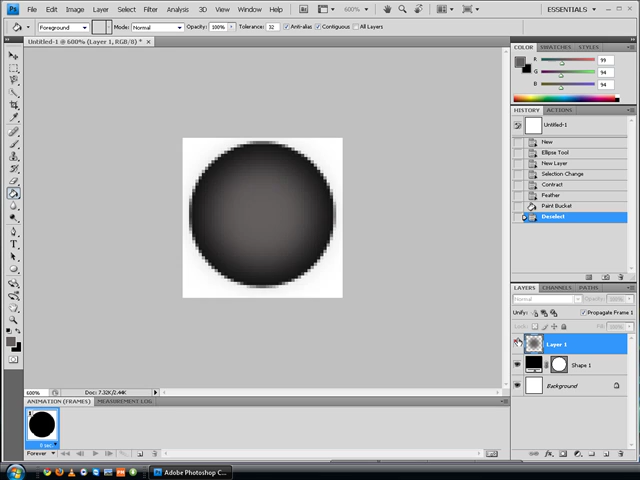 Ps File Edit Image Layer Select Filter Analysis 3D View Window Help Br 600% ESSENTIALS
Foreground Mode: Normal Opacity: 100% Tolerance: 32 Anti-alias Contiguous All Layers
Untitled-1 @ 600% (Layer 1, RGB/8) *
COLOR SWATCHES STYLES
R 99
G 94
B 94
HISTORY ACTIONS
Untitled-1
New
Ellipse Tool
New Layer
Selection Change
Contract
Feather
Paint Bucket
Deselect
LAYERS CHANNELS PATHS
Normal Opacity: 100%
Unify: Propagate Frame 1
Lock: Fill: 100%
Layer 1
Shape 1
Background
600% Doc: 7.32K/2.44K
ANIMATION (FRAMES) MEASUREMENT LOG
1
0 sec.
Forever
Adobe Photoshop C...